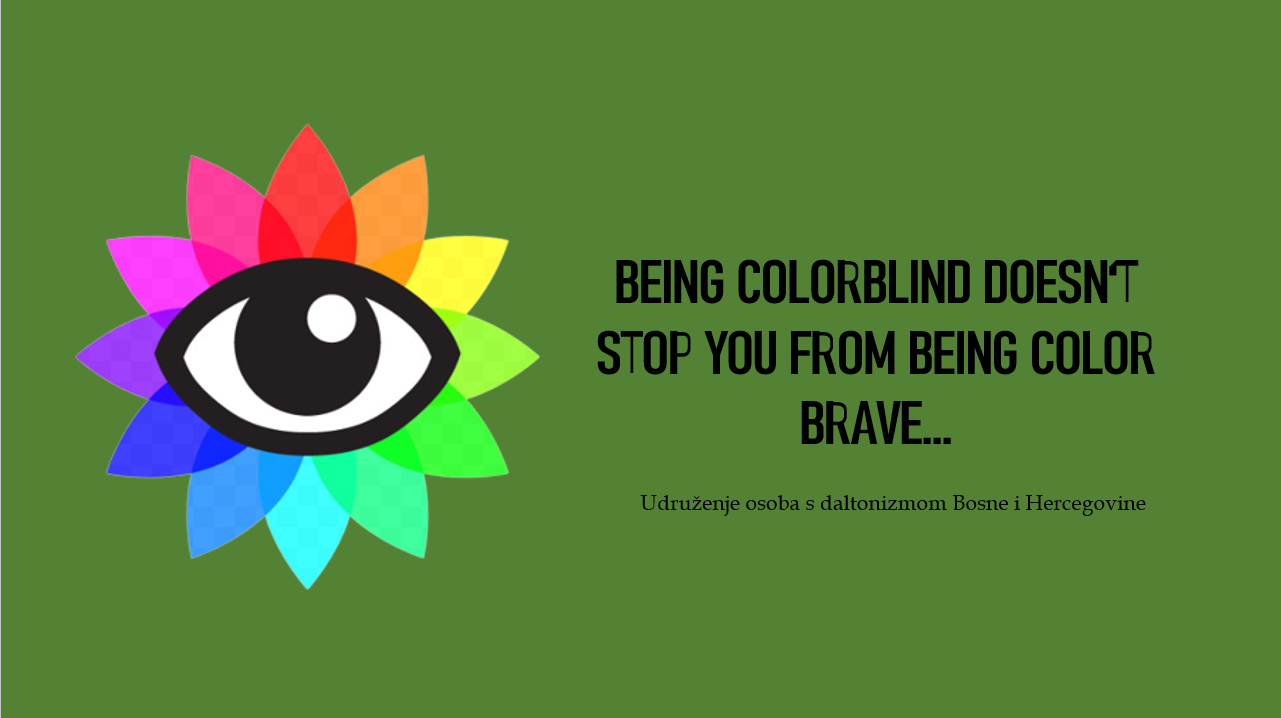 BEING COLORBLIND DOESN'T
STOP YOU FROM BEING COLOR
BRAVE...
Udruženje osoba s daltonizmom Bosne i Hercegovine